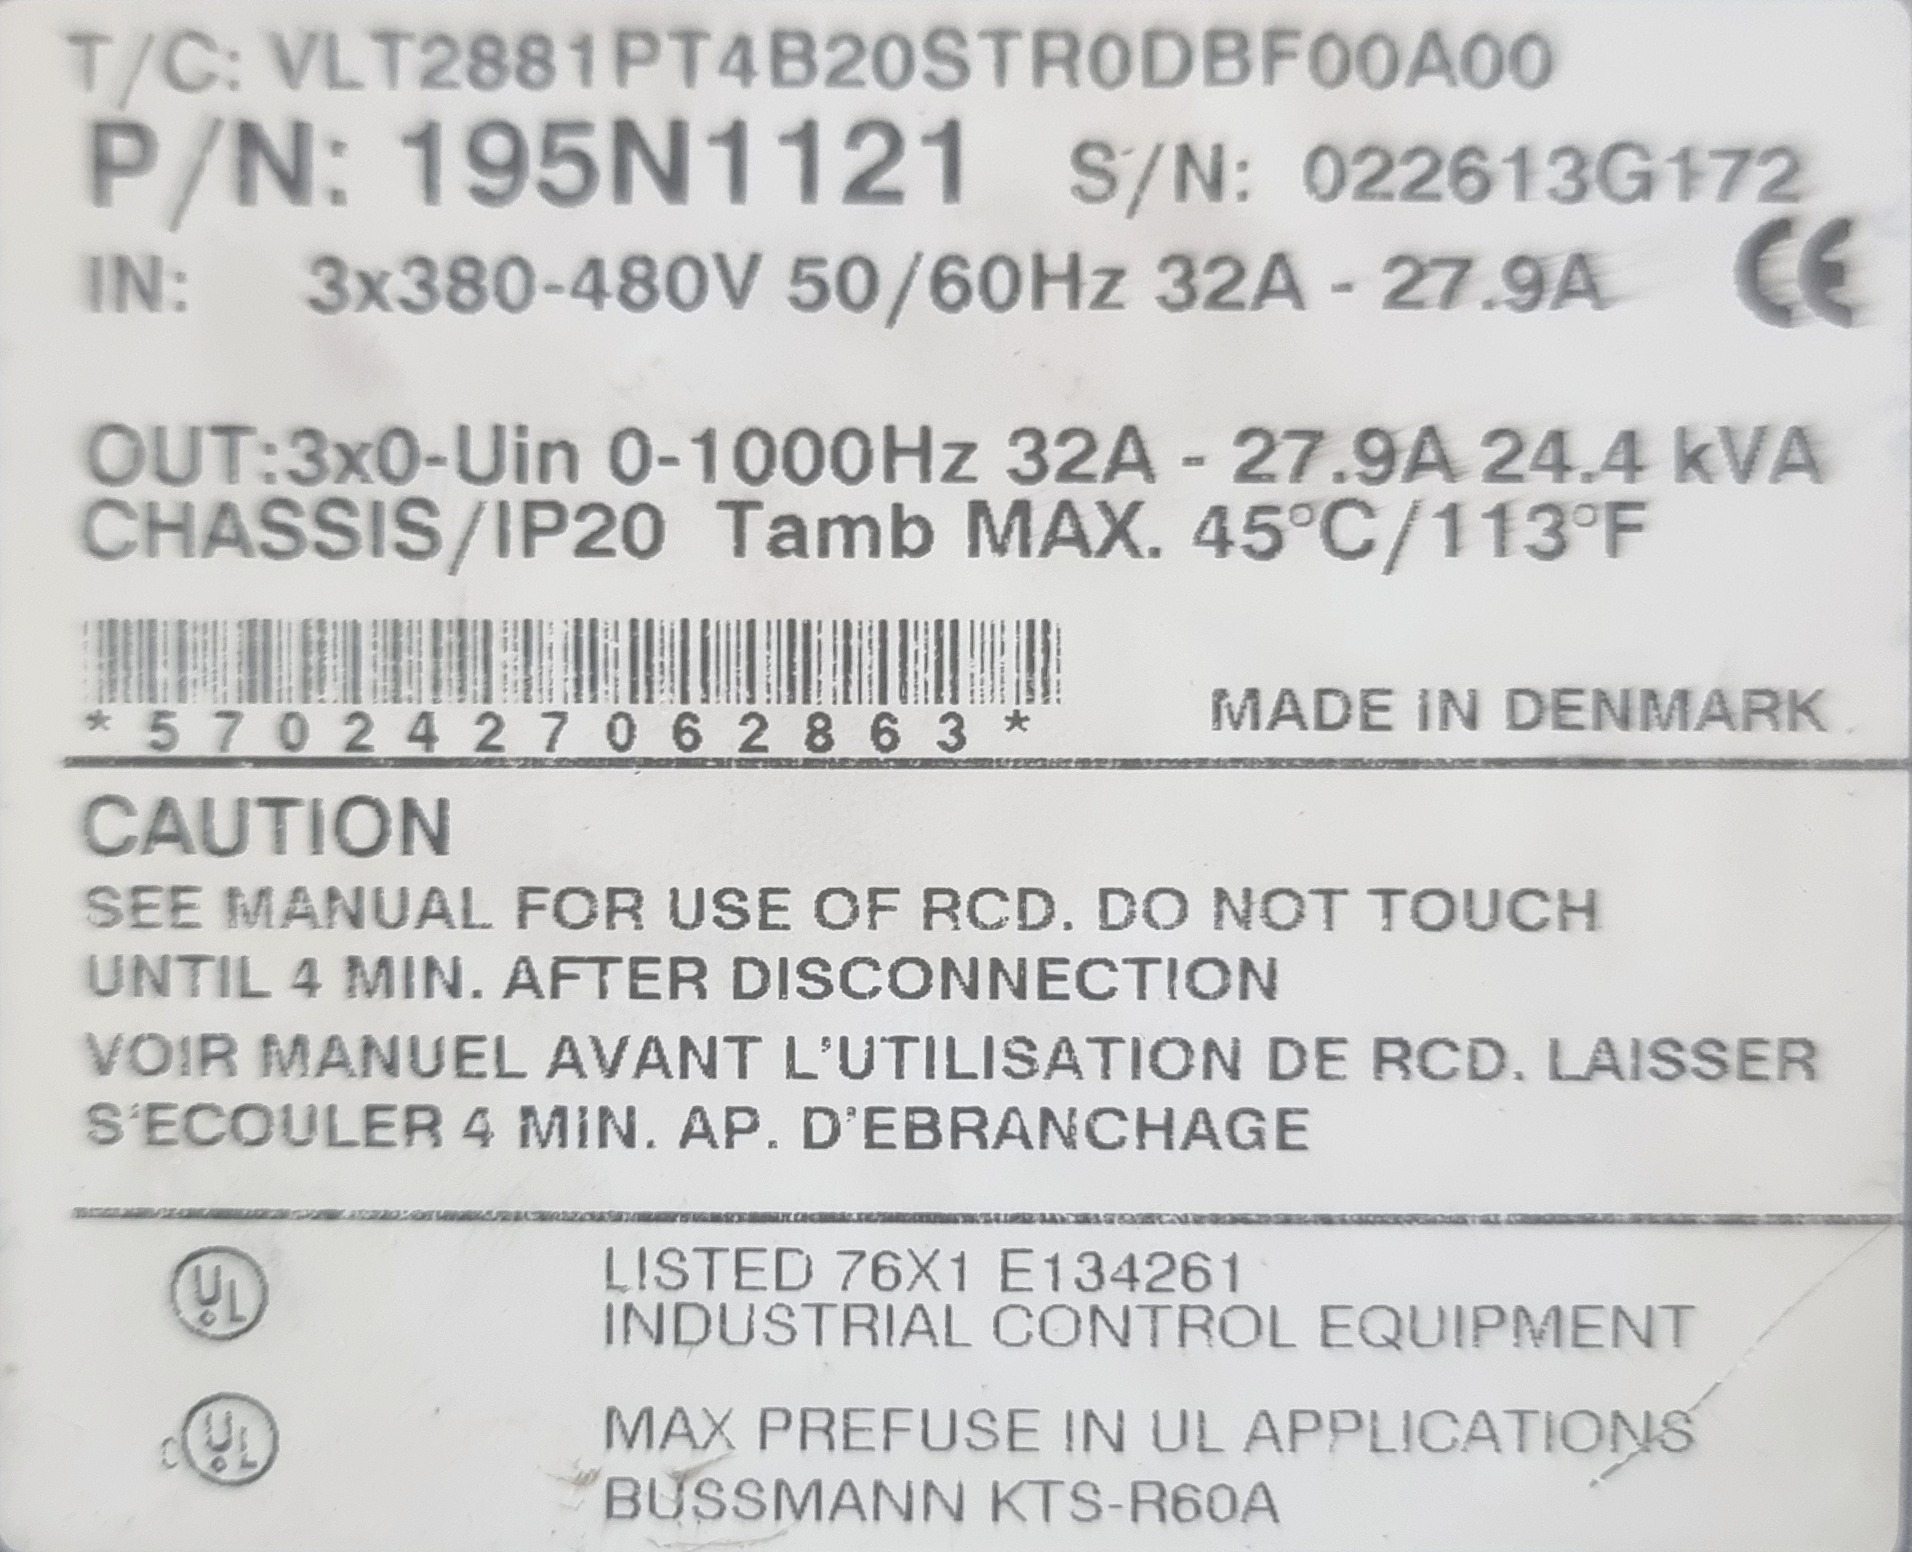 T/C: VLT2881PT4B20STR0DBF00A00
P/N: 195N1121 S/N: 022613G172
IN: 3x380-480V 50/60Hz 32A - 27.9A CE
OUT:3x0-Uin 0-1000Hz 32A - 27.9A 24.4 kVA
CHASSIS/IP20 Tamb MAX. 45°C/113°F
*5702427062863*
MADE IN DENMARK
CAUTION
SEE MANUAL FOR USE OF RCD. DO NOT TOUCH
UNTIL 4 MIN. AFTER DISCONNECTION
VOIR MANUEL AVANT L'UTILISATION DE RCD. LAISSER
S'ECOULER 4 MIN. AP. D'EBRANCHAGE
UL
LISTED 76X1 E134261
INDUSTRIAL CONTROL EQUIPMENT
C UL
MAX PREFUSE IN UL APPLICATIONS
BUSSMANN KTS-R60A